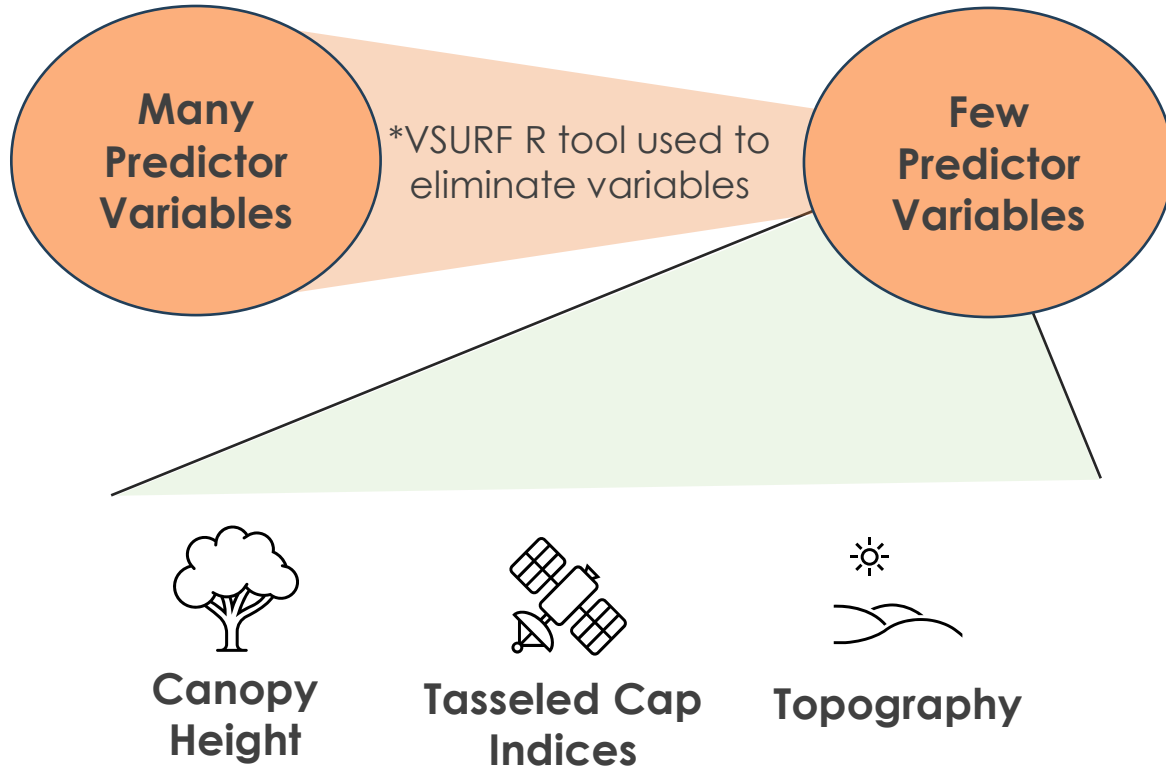 Many
Predictor
Variables
*VSURF R tool used to
eliminate variables
Few
Predictor
Variables
Canopy
Height
Tasseled Cap
Indices
Topography